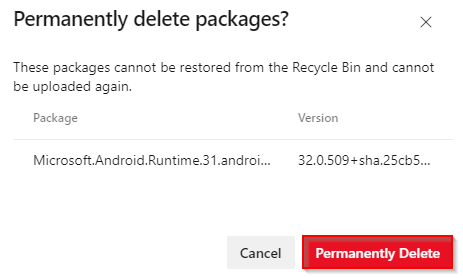 Permanently delete packages?
These packages cannot be restored from the Recycle Bin and cannot
be uploaded again.
Package Version
Microsoft.Android.Runtime.31.androi... 32.0.509+sha.25cb5...
Cancel Permanently Delete